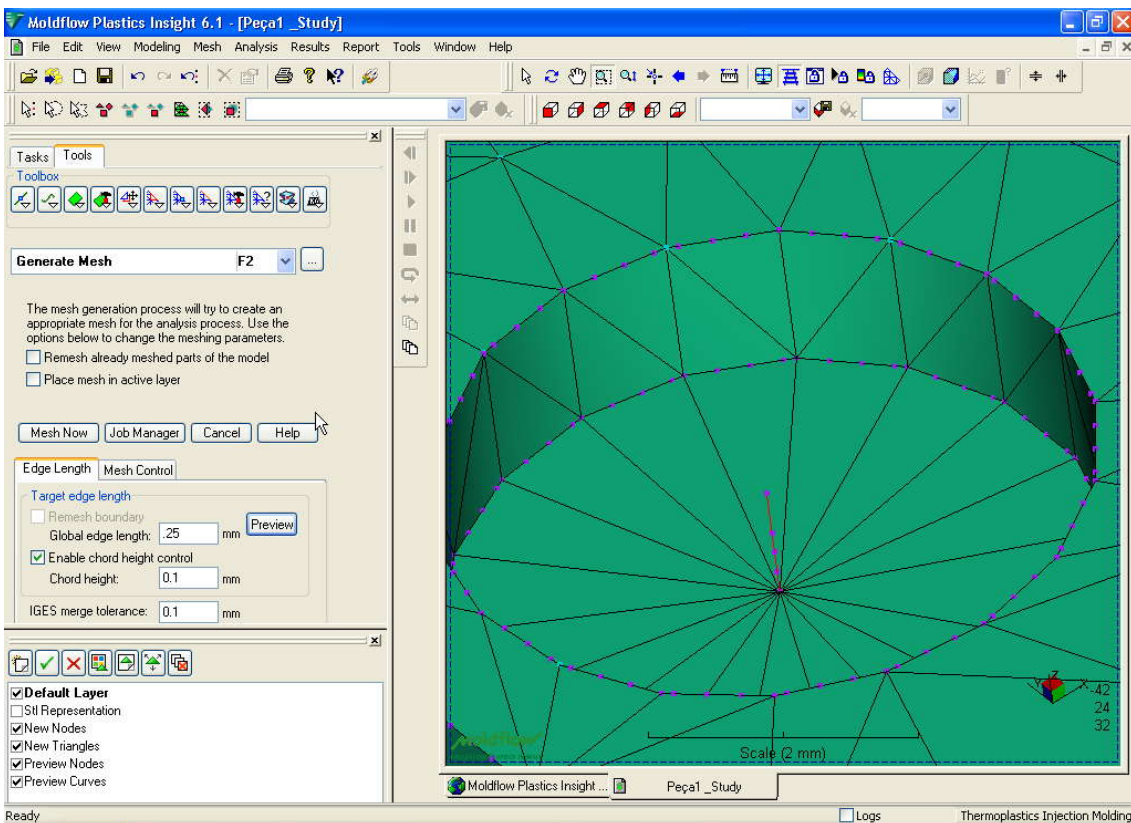 Moldflow Plastics Insight 6.1 - [Peça1 _Study]
File Edit View Modeling Mesh Analysis Results Report Tools Window Help
Tasks Tools
Toolbox
Generate Mesh F2 ...
The mesh generation process will try to create an
appropriate mesh for the analysis process. Use the
options below to change the meshing parameters.
Remesh already meshed parts of the model
Place mesh in active layer
Mesh Now Job Manager Cancel Help
Edge Length Mesh Control
Target edge length
Remesh boundary
Global edge length: .25 mm Preview
Enable chord height control
Chord height: 0.1 mm
IGES merge tolerance: 0.1 mm
Default Layer
Stl Representation
New Nodes
New Triangles
Preview Nodes
Preview Curves
Y Z X -42
24
32
moldflow
Scale (2 mm)
Moldflow Plastics Insight ... Peça1 _Study
Ready Logs Thermoplastics Injection Molding